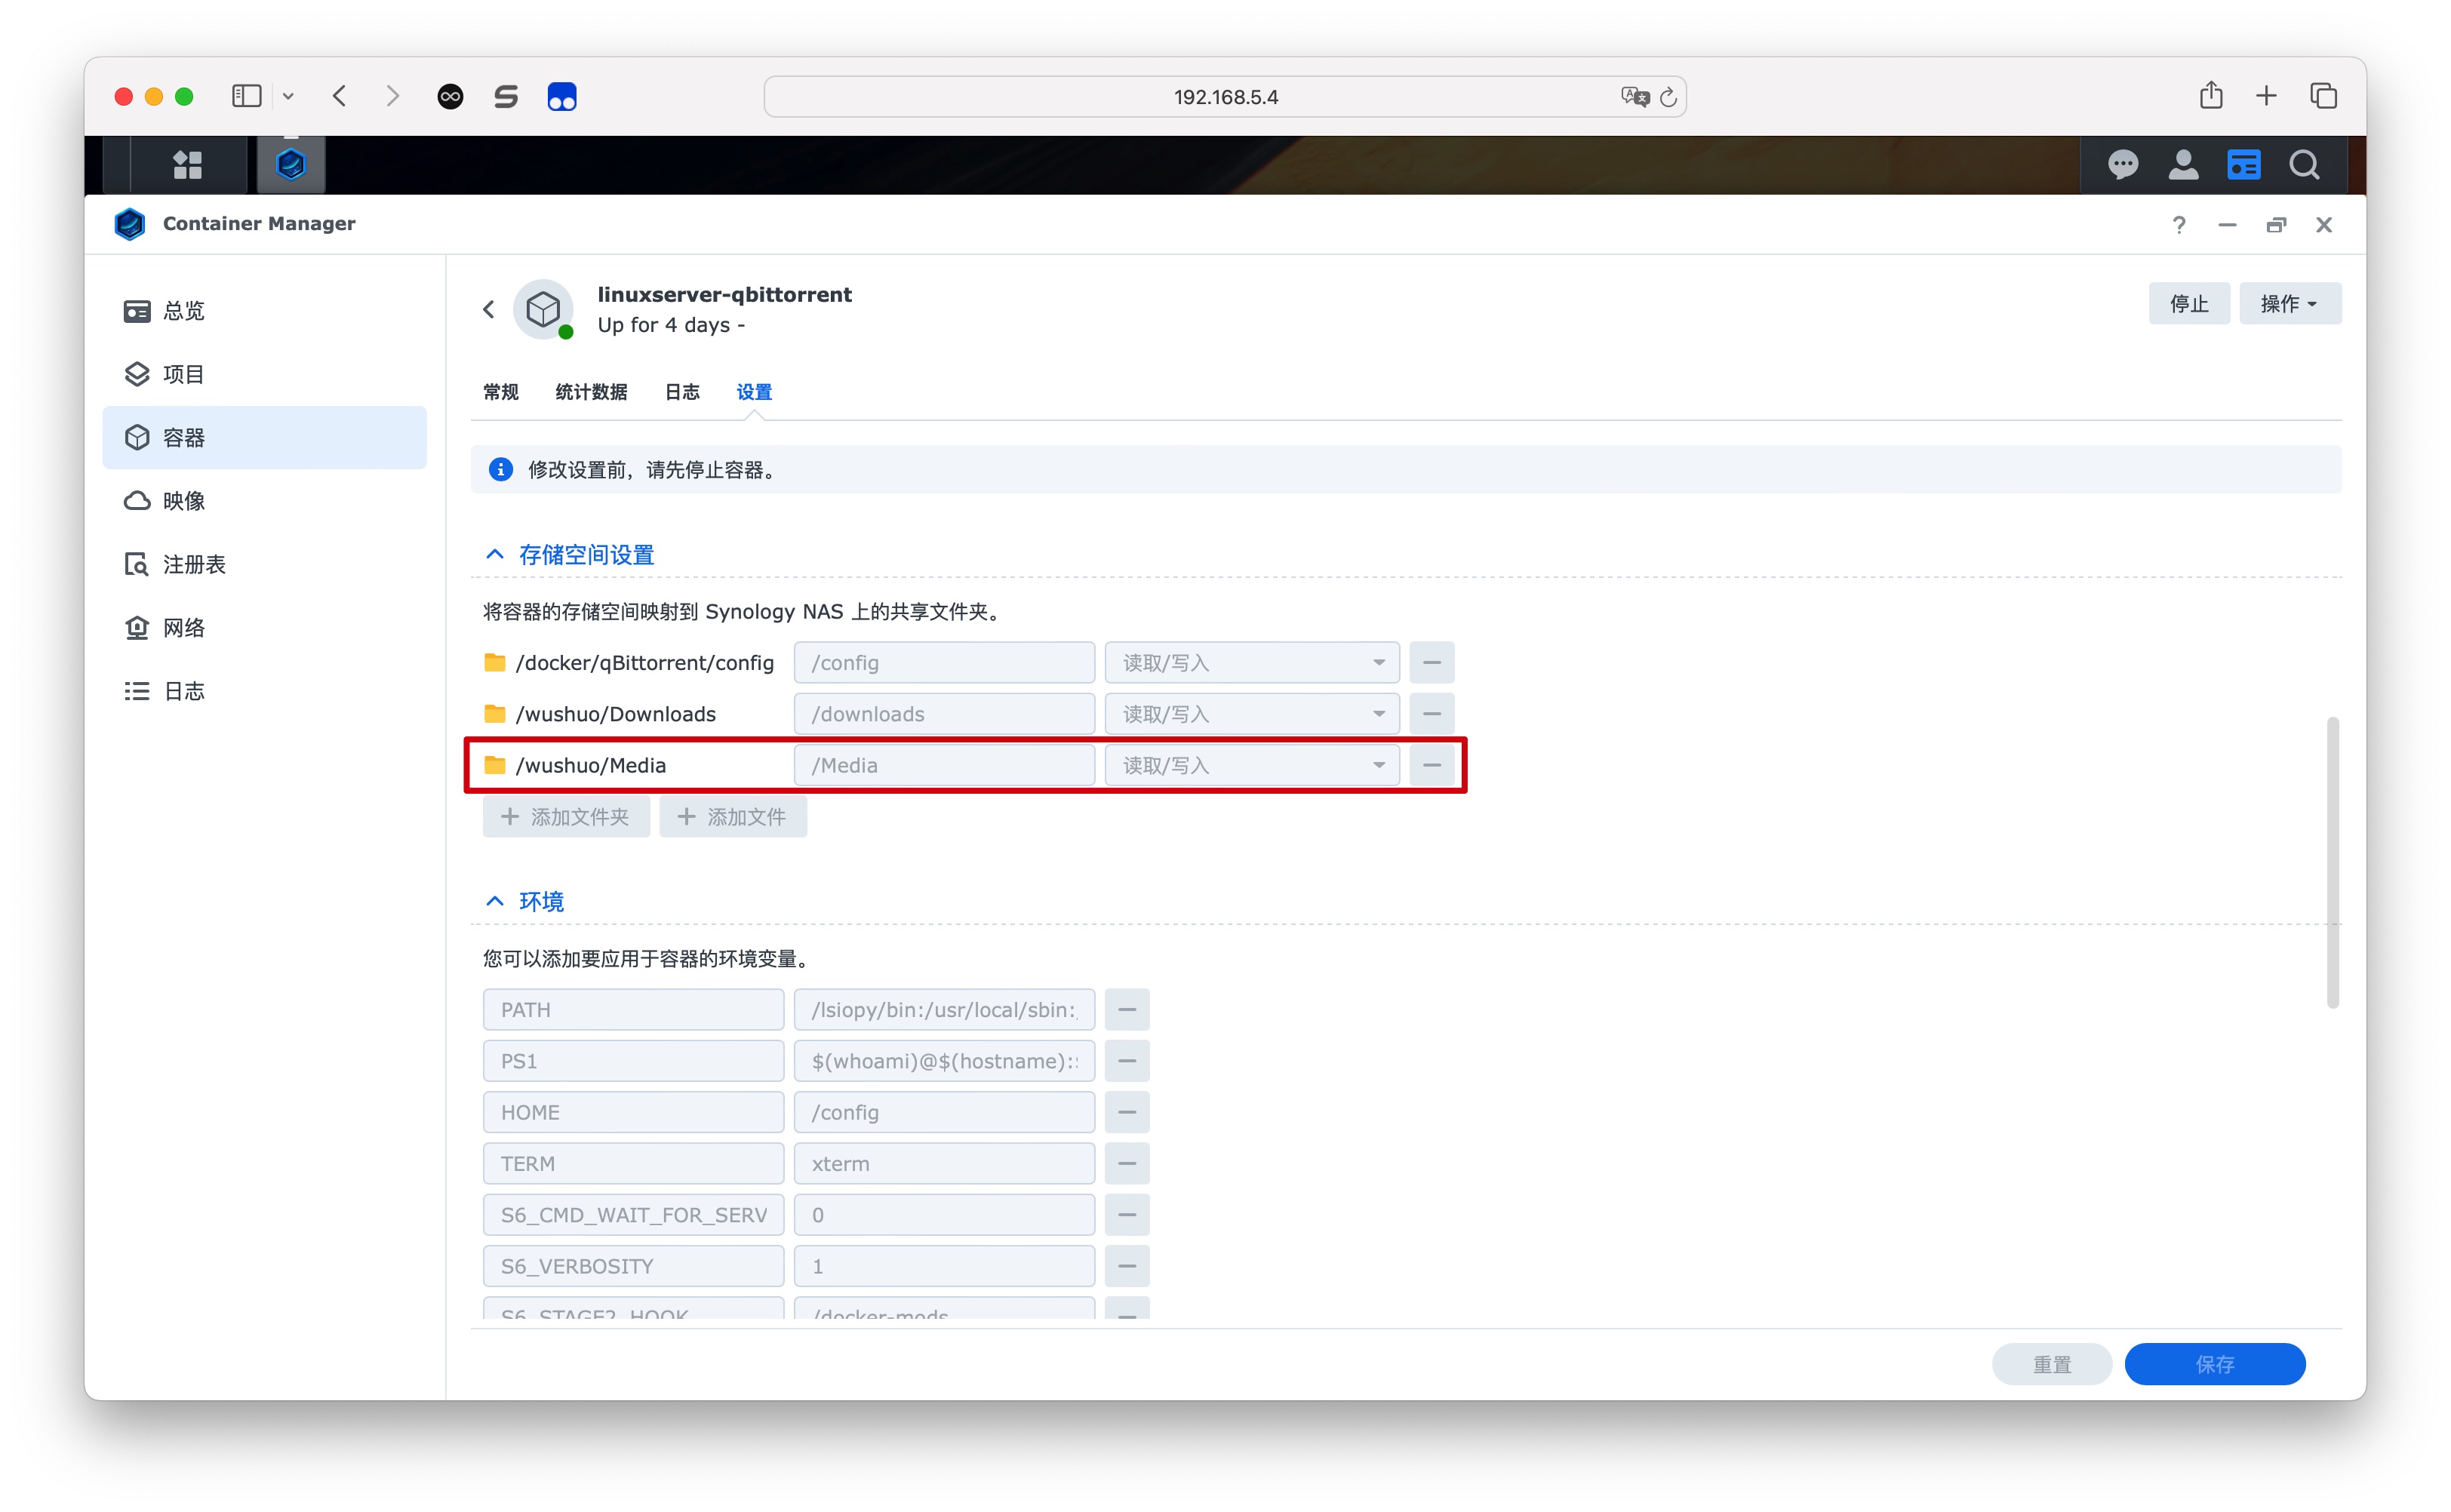 192.168.5.4
Container Manager
总览
项目
容器
映像
注册表
网络
日志
linuxserver-qbittorrent
Up for 4 days -
停止
操作
常规 统计数据 日志 设置
修改设置前，请先停止容器。
存储空间设置
将容器的存储空间映射到 Synology NAS 上的共享文件夹。
/docker/qBittorrent/config /config 读取/写入
/wushuo/Downloads /downloads 读取/写入
/wushuo/Media /Media 读取/写入
添加文件夹 添加文件
环境
您可以添加要应用于容器的环境变量。
PATH /lsiopy/bin:/usr/local/sbin:
PS1 $(whoami)@$(hostname):
HOME /config
TERM xterm
S6_CMD_WAIT_FOR_SERV 0
S6_VERBOSITY 1
S6_STAGE2_HOOK /docker-mods
重置 保存